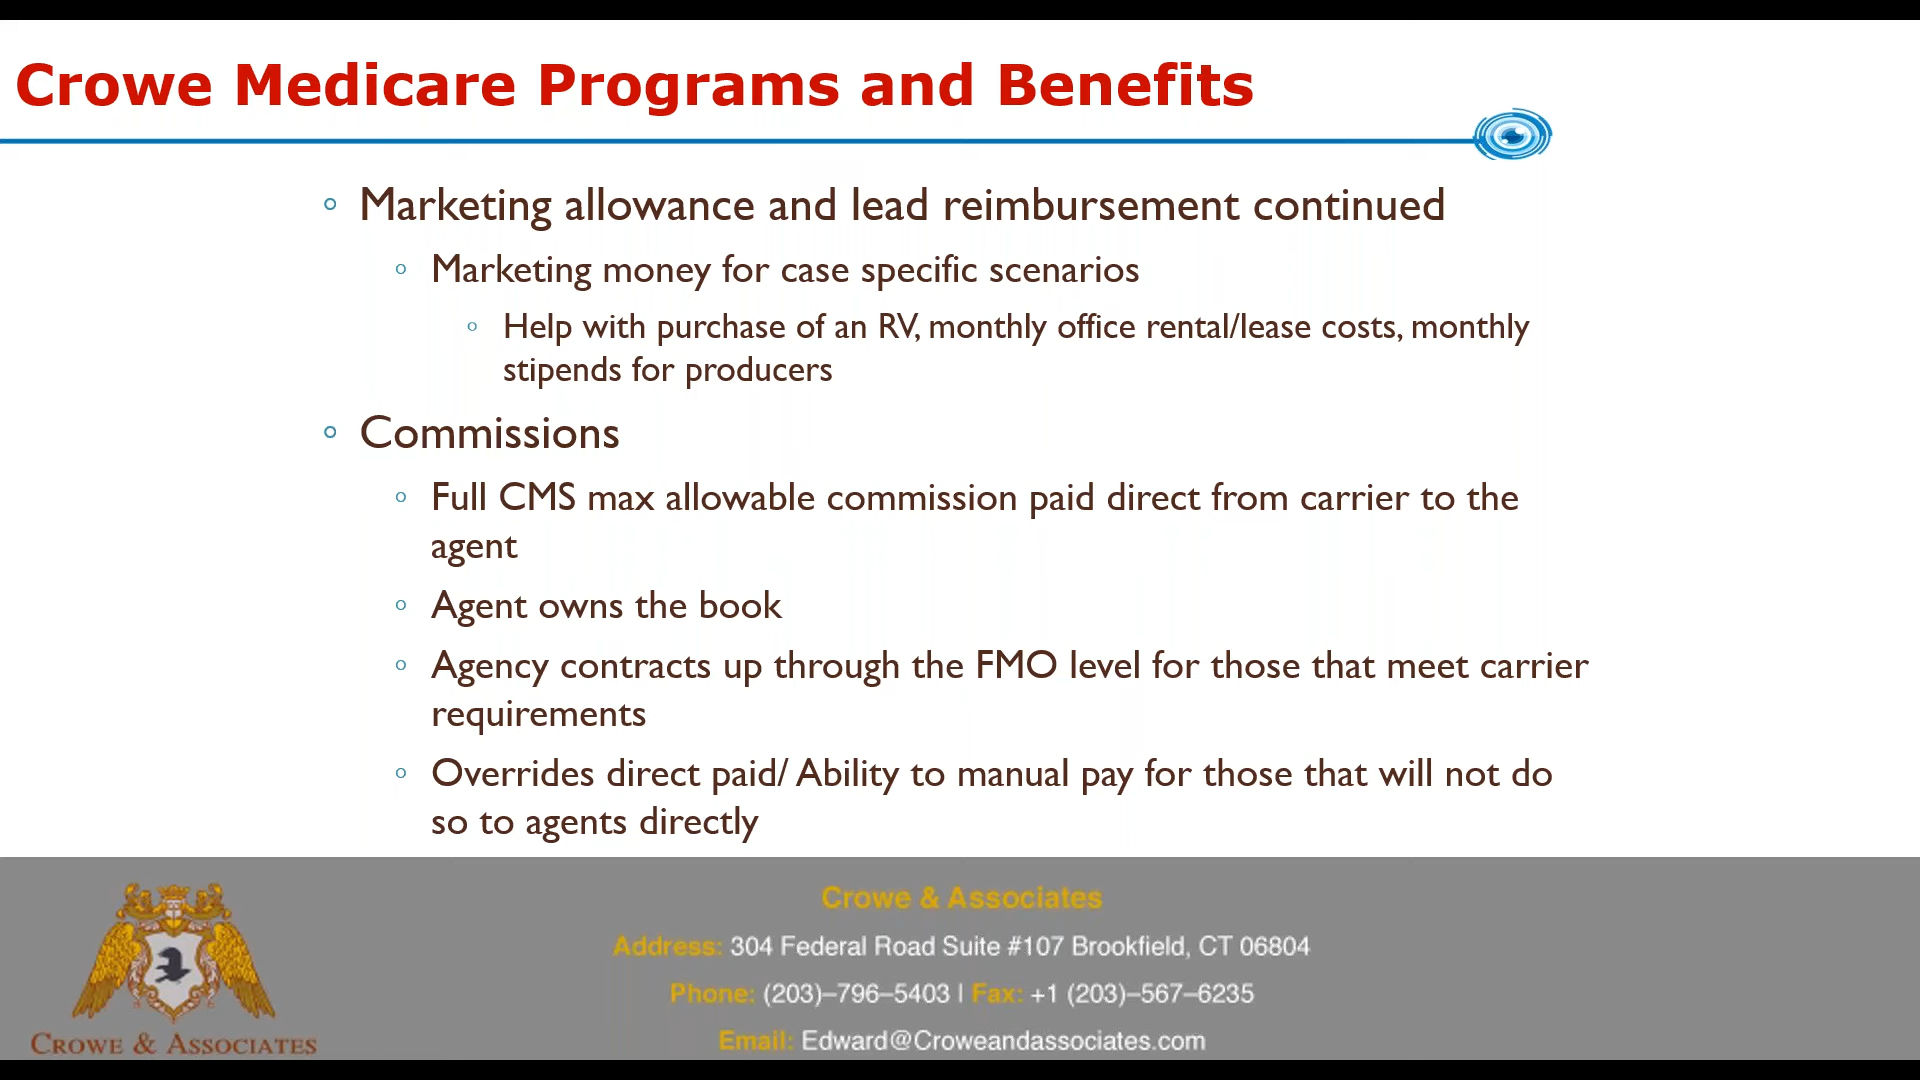 Crowe Medicare Programs and Benefits
Marketing allowance and lead reimbursement continued
Marketing money for case specific scenarios
Help with purchase of an RV, monthly office rental/lease costs, monthly
stipends for producers
Commissions
Full CMS max allowable commission paid direct from carrier to the
agent
Agent owns the book
Agency contracts up through the FMO level for those that meet carrier
requirements
Overrides direct paid/ Ability to manual pay for those that will not do
so to agents directly
Crowe & Associates
Address: 304 Federal Road Suite #107 Brookfield, CT 06804
Phone: (203)–796–5403 | Fax: +1 (203)–567–6235
Email: Edward@Croweandassociates.com
CROWE & ASSOCIATES